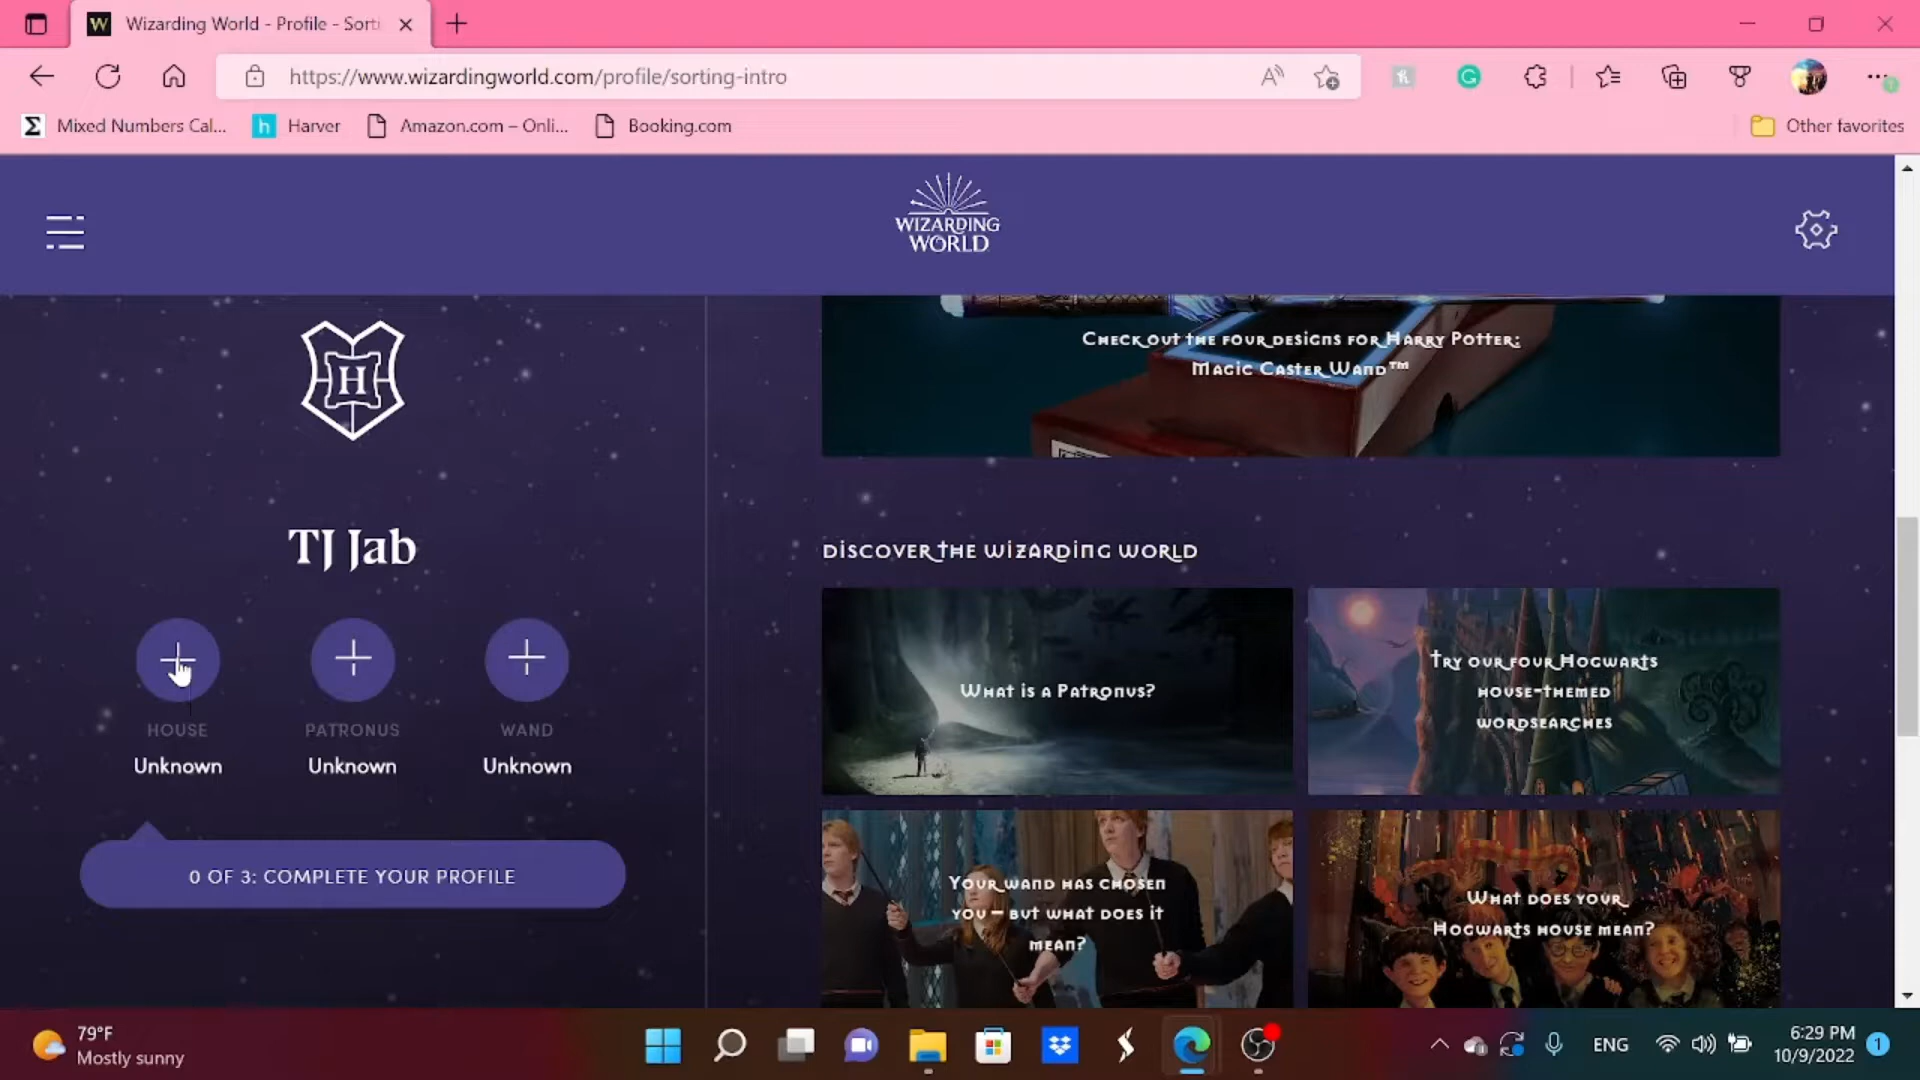 Wizarding World - Profile - Sorti
https://www.wizardingworld.com/profile/sorting-intro
Mixed Numbers Cal...
Harver
Amazon.com – Onli...
Booking.com
Other favorites
WIZARDING
WORLD
H
TJ Jab
HOUSE
PATRONUS
WAND
Unknown
Unknown
Unknown
0 OF 3: COMPLETE YOUR PROFILE
Check out the four designs for Harry Potter:
Magic Caster Wand™
DISCOVER THE WIZARDING WORLD
What is a Patronus?
Try our four Hogwarts
house-themed
wordsearches
Your wand has chosen
you – but what does it
mean?
What does your
Hogwarts house mean?
79°F
Mostly sunny
ENG
6:29 PM
10/9/2022
1